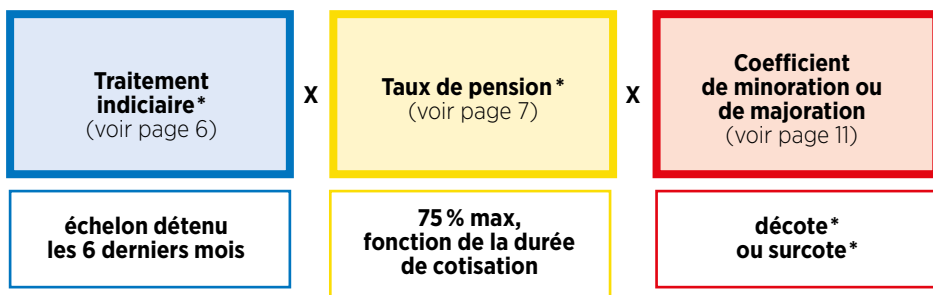 Traitement
indiciaire*
(voir page 6)
X
Taux de pension*
(voir page 7)
X
Coefficient
de minoration ou
de majoration
(voir page 11)
échelon détenu
les 6 derniers mois
75 % max,
fonction de la durée
de cotisation
décote*
ou surcote*